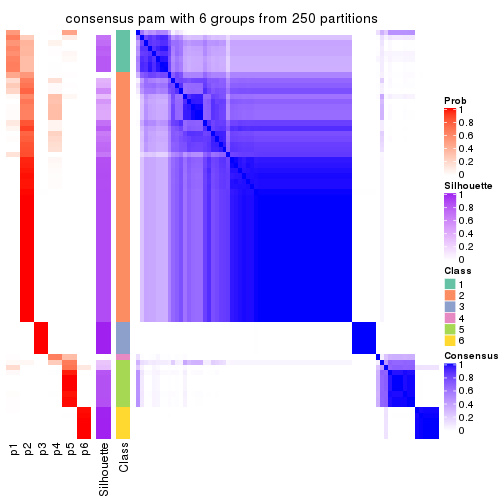 consensus pam with 6 groups from 250 partitions
Prob
1
0.8
0.6
0.4
0.2
0
Silhouette
1
0.8
0.6
0.4
0.2
0
Class
1
2
3
4
5
6
Consensus
1
0.8
0.6
0.4
0.2
0
p1
p2
p3
p4
p5
p6
Silhouette
Class